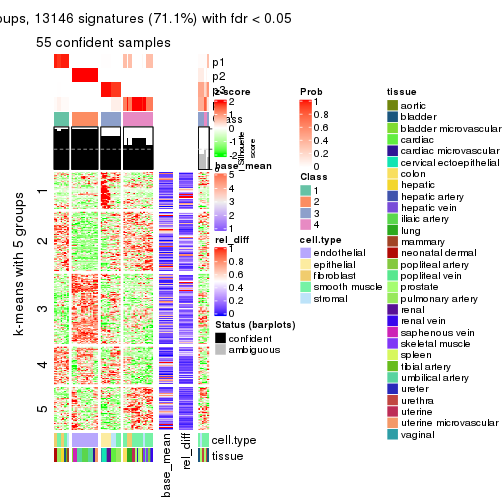 oups, 13146 signatures (71.1%) with fdr < 0.05
55 confident samples
p1
p2
p3
z-score
2
1
0
-1
-2
Silhouette
score
base_mean
5
4
3
2
1
rel_diff
1
0.8
0.6
0.4
0.2
0
Status (barplots)
confident
ambiguous
Prob
1
0.8
0.6
0.4
0.2
0
Class
1
2
3
4
cell.type
endothelial
epithelial
fibroblast
smooth muscle
stromal
tissue
aortic
bladder
bladder microvascular
cardiac
cardiac microvascular
cervical ectoepithelial
colon
hepatic
hepatic artery
hepatic vein
iliac artery
lung
mammary
neonatal dermal
popliteal artery
popliteal vein
prostate
pulmonary artery
renal
renal vein
saphenous vein
skeletal muscle
spleen
tibial artery
umbilical artery
ureter
urethra
uterine
uterine microvascular
vaginal
k-means with 5 groups
1
2
3
4
5
cell.type
tissue
base_mean
rel_diff